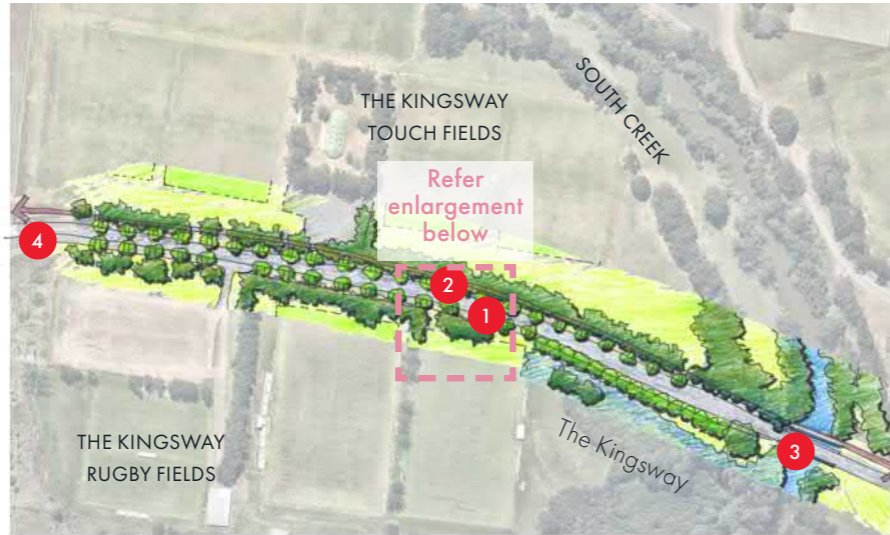 SOUTH CREEK
THE KINGSWAY
TOUCH FIELDS
Refer
enlargement
below
4
2
1
THE KINGSWAY
RUGBY FIELDS
The Kingsway
3